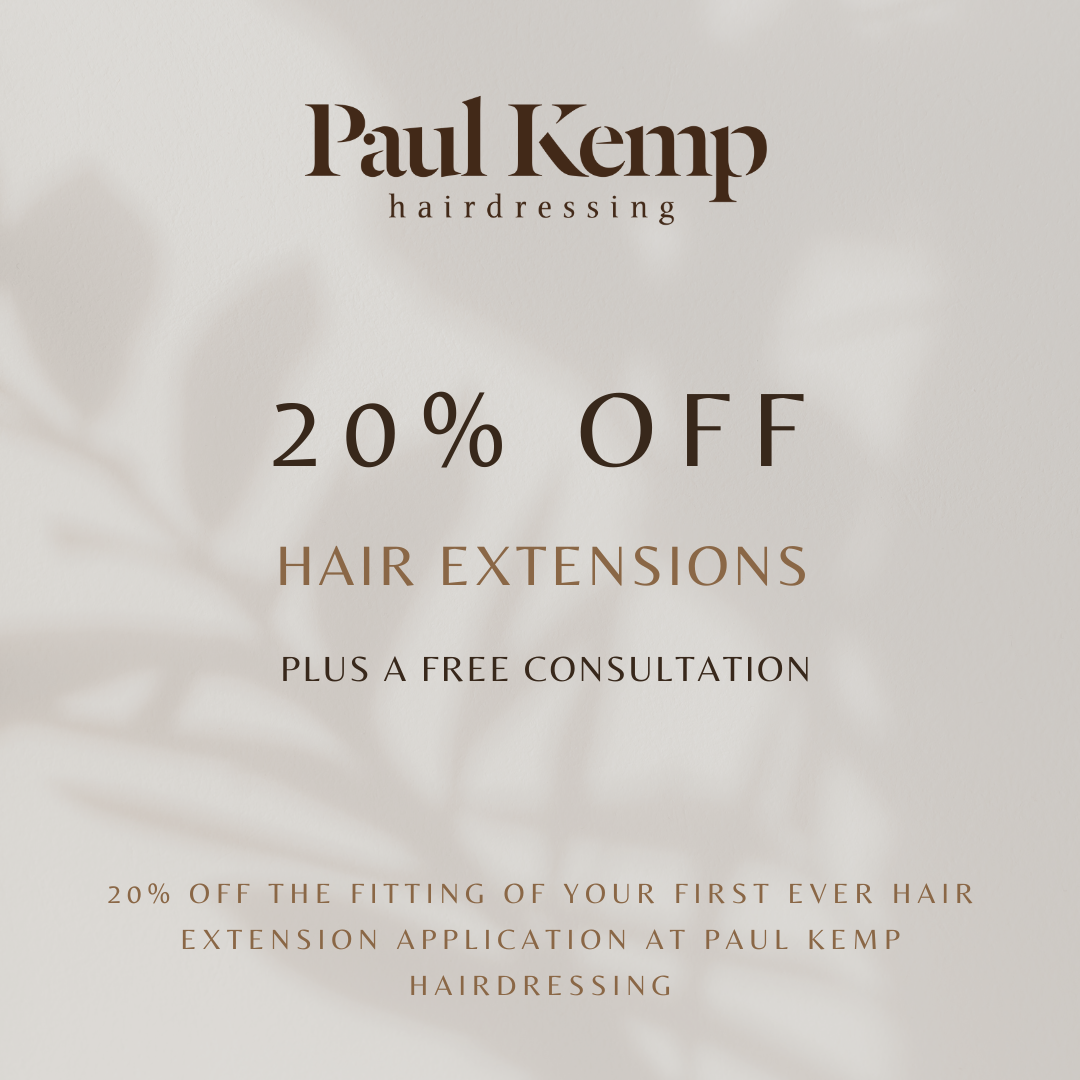 Paul Kemp
hairdressing
20% OFF
HAIR EXTENSIONS
PLUS A FREE CONSULTATION
20% OFF THE FITTING OF YOUR FIRST EVER HAIR
EXTENSION APPLICATION AT PAUL KEMP
HAIRDRESSING